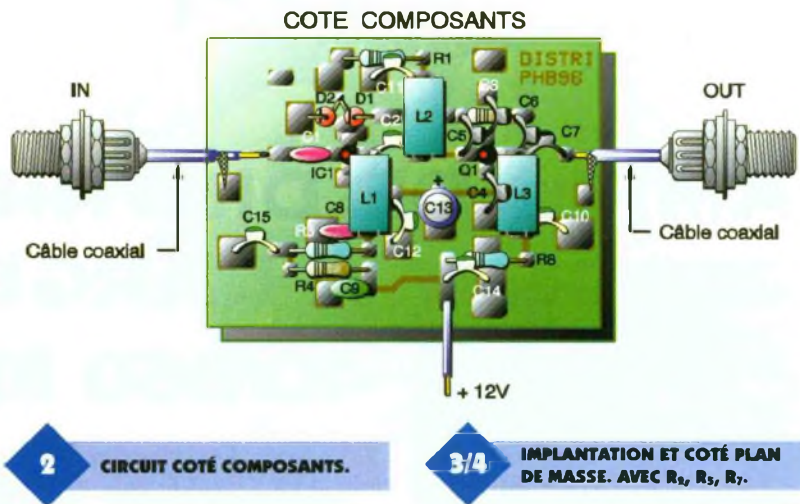 COTE COMPOSANTS
DISTRI
PHB98
IN
OUT
R1
C11
D2
D1
L2
R3
C6
C1
C2
C5
C7
IC1
Q1
L1
C4
L3
C8
+
C13
C15
C10
R3
C12
Câble coaxial
Câble coaxial
R4
C9
R8
C14
+ 12V
2 CIRCUIT COTÉ COMPOSANTS.
3/4 IMPLANTATION ET COTÉ PLAN
DE MASSE. AVEC R2, R5, R7.